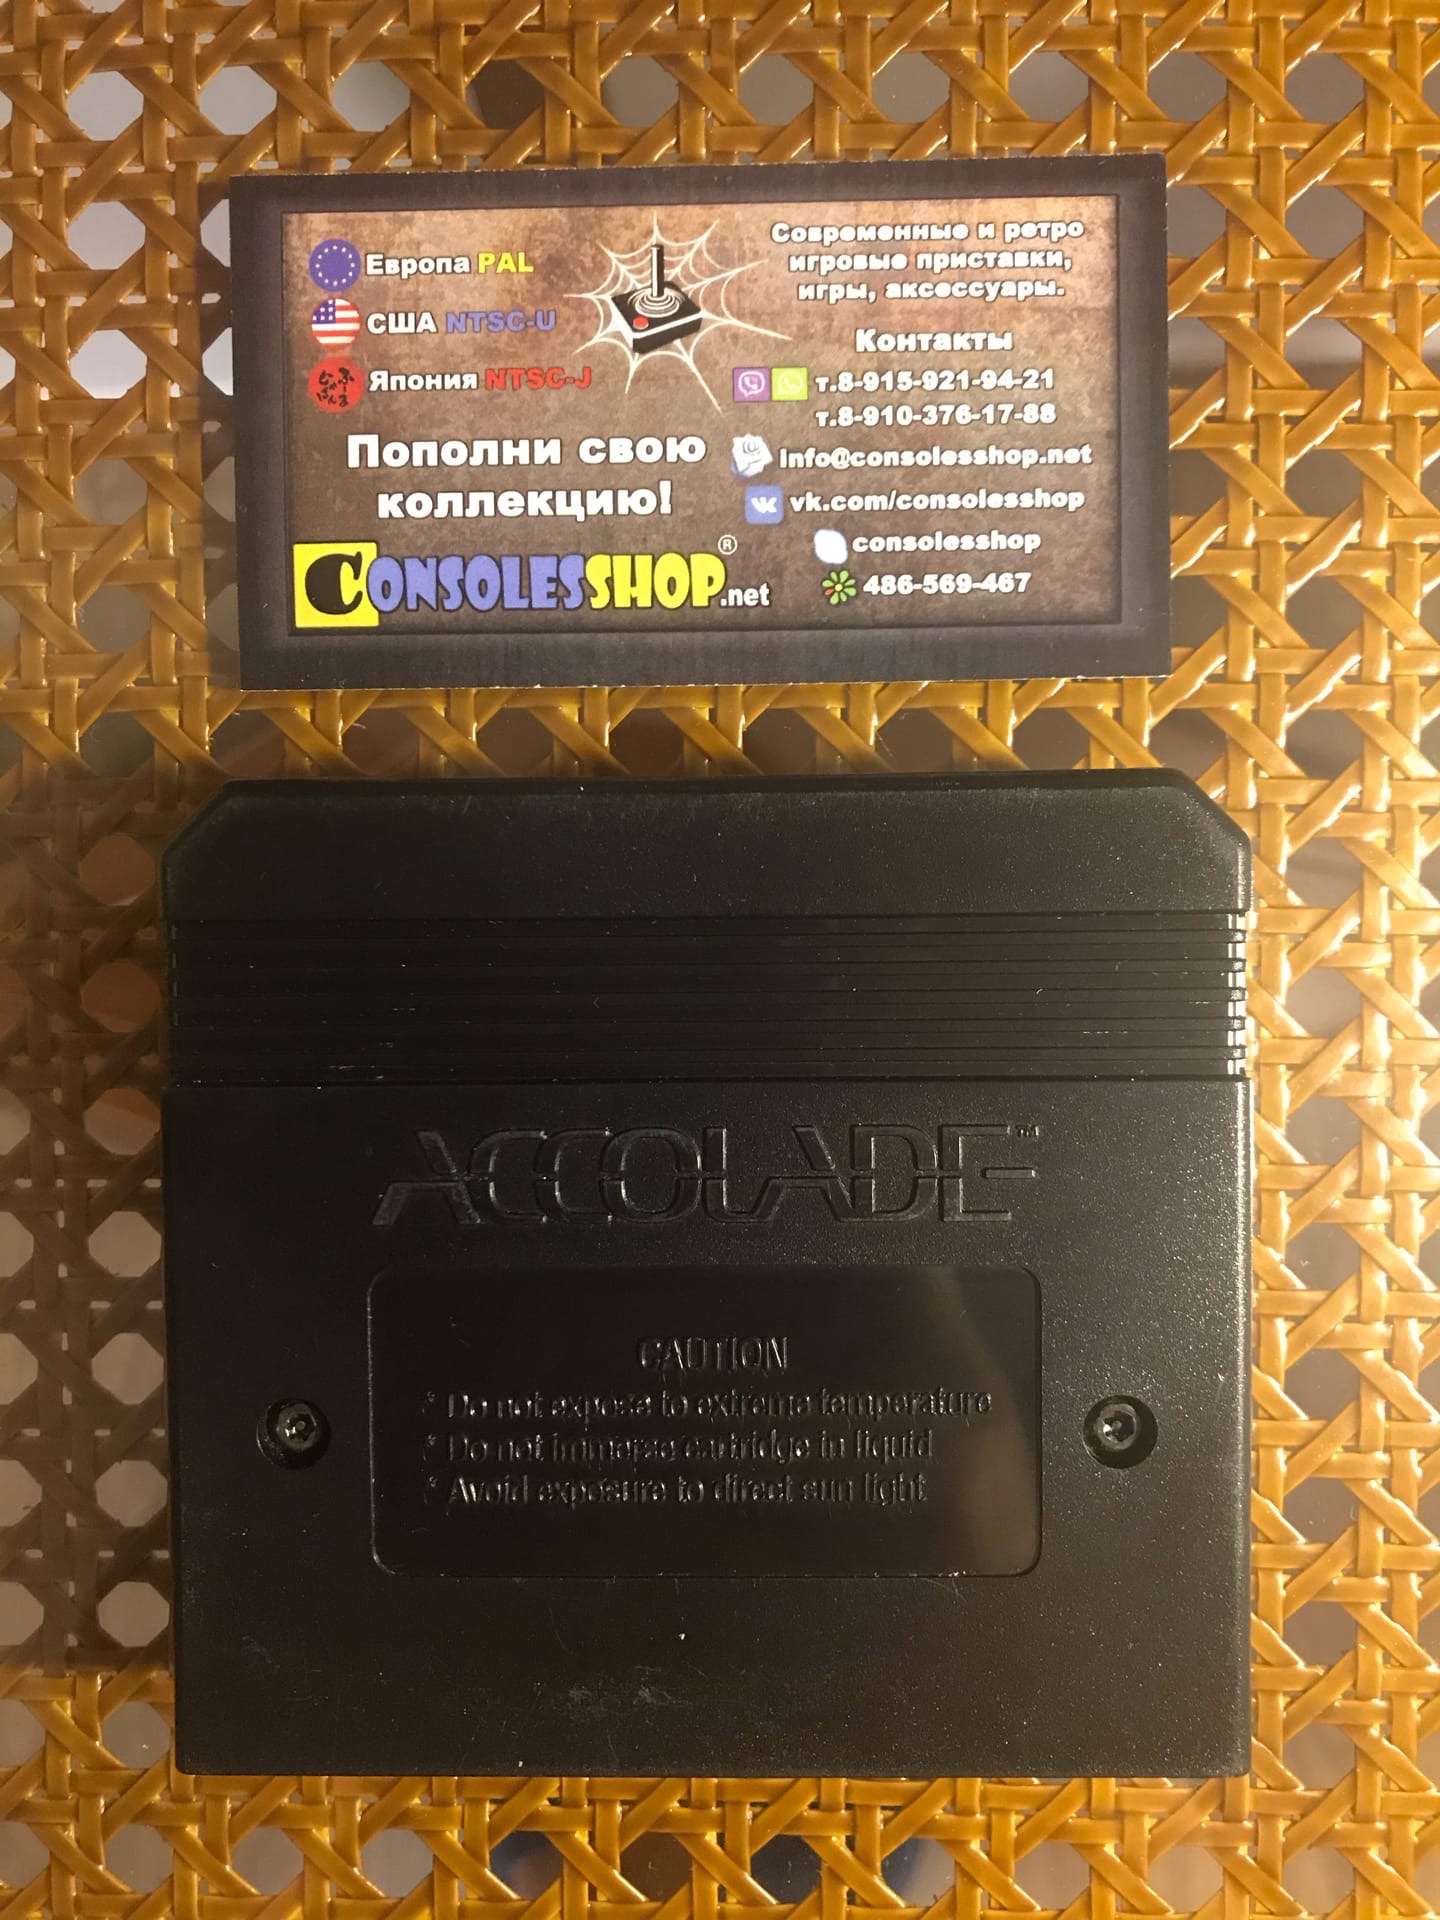 Европа PAL
США NTSC-U
Япония NTSC-J
Пополни свою
коллекцию!
CONSOLESSHOP.net
®
Современные и ретро
игровые приставки,
игры, аксессуары.
Контакты
т.8-915-921-94-21
т.8-910-376-17-88
info@consolesshop.net
vk.com/consolesshop
consolesshop
486-569-467
ACCOLADE™
CAUTION
* Do not expose to extreme temperature
* Do not immerse cartridge in liquid
* Avoid exposure to direct sun light